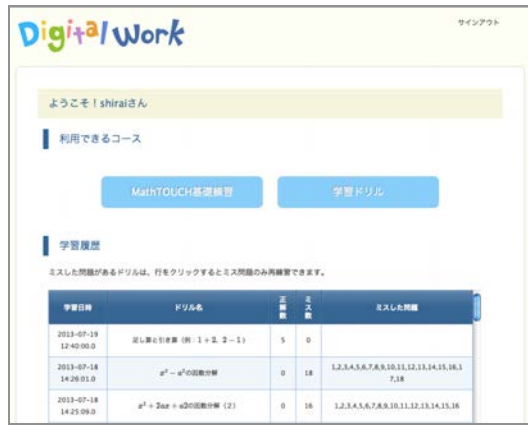 Digital Work
サインアウト
ようこそ！shiraiさん
利用できるコース
MathTOUCH基礎練習
学習ドリル
学習履歴
ミスした問題があるドリルは、行をクリックするとミス問題のみ再練習できます。
学習日時 ドリル名 正解数 ミス数 ミスした問題
2013-07-19
12:40:00.0 足し算と引き算（例：1 + 2, 2 − 1） 5 0
2013-07-18
14:26:01.0 x² − a²の因数分解 0 18 1,2,3,4,5,6,7,8,9,10,11,12,13,14,15,16,1
7,18
2013-07-18
14:25:09.0 x² + 2ax + a2の因数分解（2） 0 16 1,2,3,4,5,6,7,8,9,10,11,12,13,14,15,16